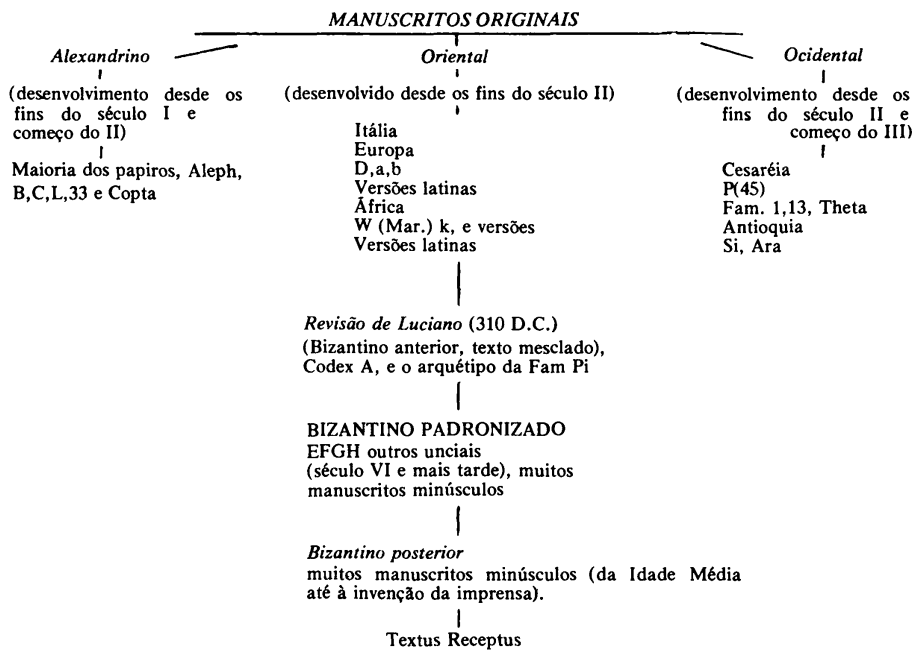 MANUSCRITOS ORIGINAIS
Alexandrino
(desenvolvimento desde os
fins do século I e
começo do II)
Maioria dos papiros, Aleph,
B,C,L,33 e Copta
Oriental
(desenvolvido desde os fins do século II)
Itália
Europa
D,a,b
Versões latinas
África
W (Mar.) k, e versões
Versões latinas
Ocidental
(desenvolvimento desde os
fins do século II e
começo do III)
Cesaréia
P(45)
Fam. 1,13, Theta
Antioquia
Si, Ara
Revisão de Luciano (310 D.C.)
(Bizantino anterior, texto mesclado),
Codex A, e o arquétipo da Fam Pi
BIZANTINO PADRONIZADO
EFGH outros unciais
(século VI e mais tarde), muitos
manuscritos minúsculos
Bizantino posterior
muitos manuscritos minúsculos (da Idade Média
até à invenção da imprensa).
Textus Receptus